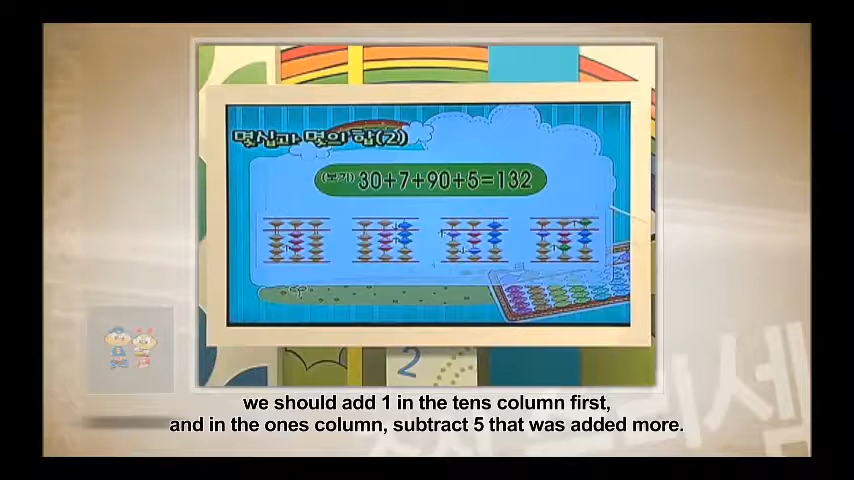 몇십과 몇의 합(2)
(보기) 30+7+90+5=132
2
we should add 1 in the tens column first,
and in the ones column, subtract 5 that was added more.